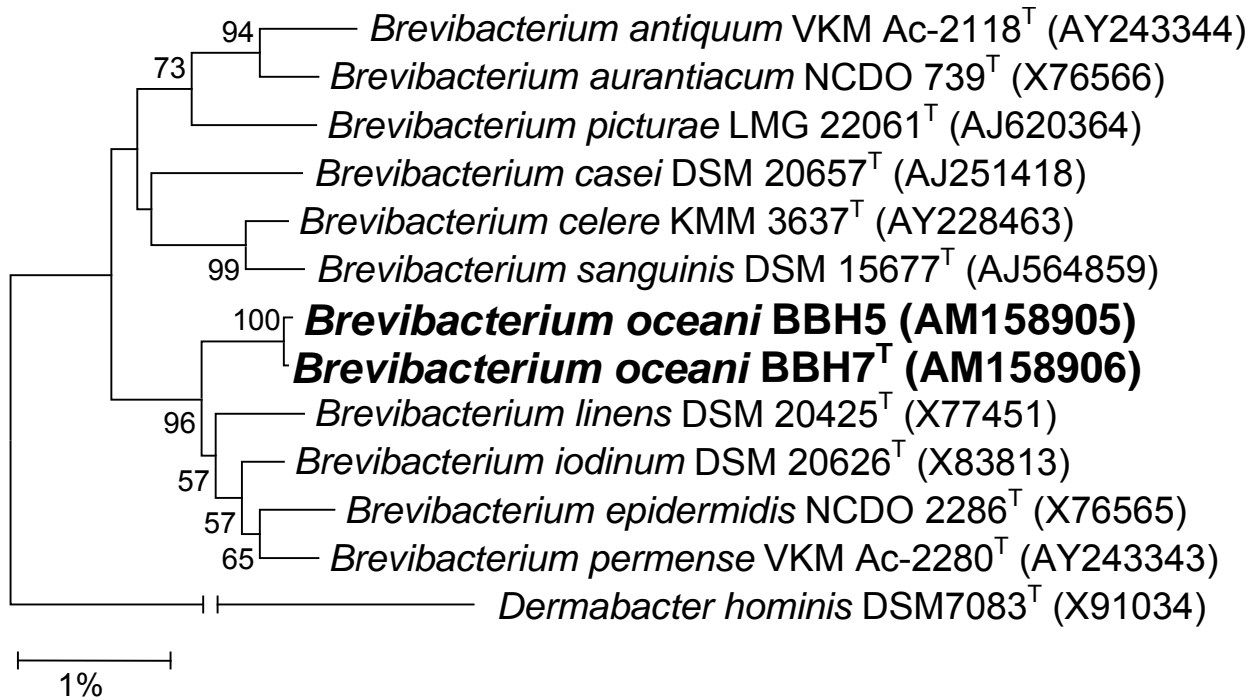 94 Brevibacterium antiquum VKM Ac-2118ᵀ (AY243344)
73
Brevibacterium aurantiacum NCDO 739ᵀ (X76566)
Brevibacterium picturae LMG 22061ᵀ (AJ620364)
Brevibacterium casei DSM 20657ᵀ (AJ251418)
Brevibacterium celere KMM 3637ᵀ (AY228463)
99 Brevibacterium sanguinis DSM 15677ᵀ (AJ564859)
100 Brevibacterium oceani BBH5 (AM158905)
Brevibacterium oceani BBH7ᵀ (AM158906)
96 Brevibacterium linens DSM 20425ᵀ (X77451)
57 Brevibacterium iodinum DSM 20626ᵀ (X83813)
57 Brevibacterium epidermidis NCDO 2286ᵀ (X76565)
65 Brevibacterium permense VKM Ac-2280ᵀ (AY243343)
Dermabacter hominis DSM7083ᵀ (X91034)
1%